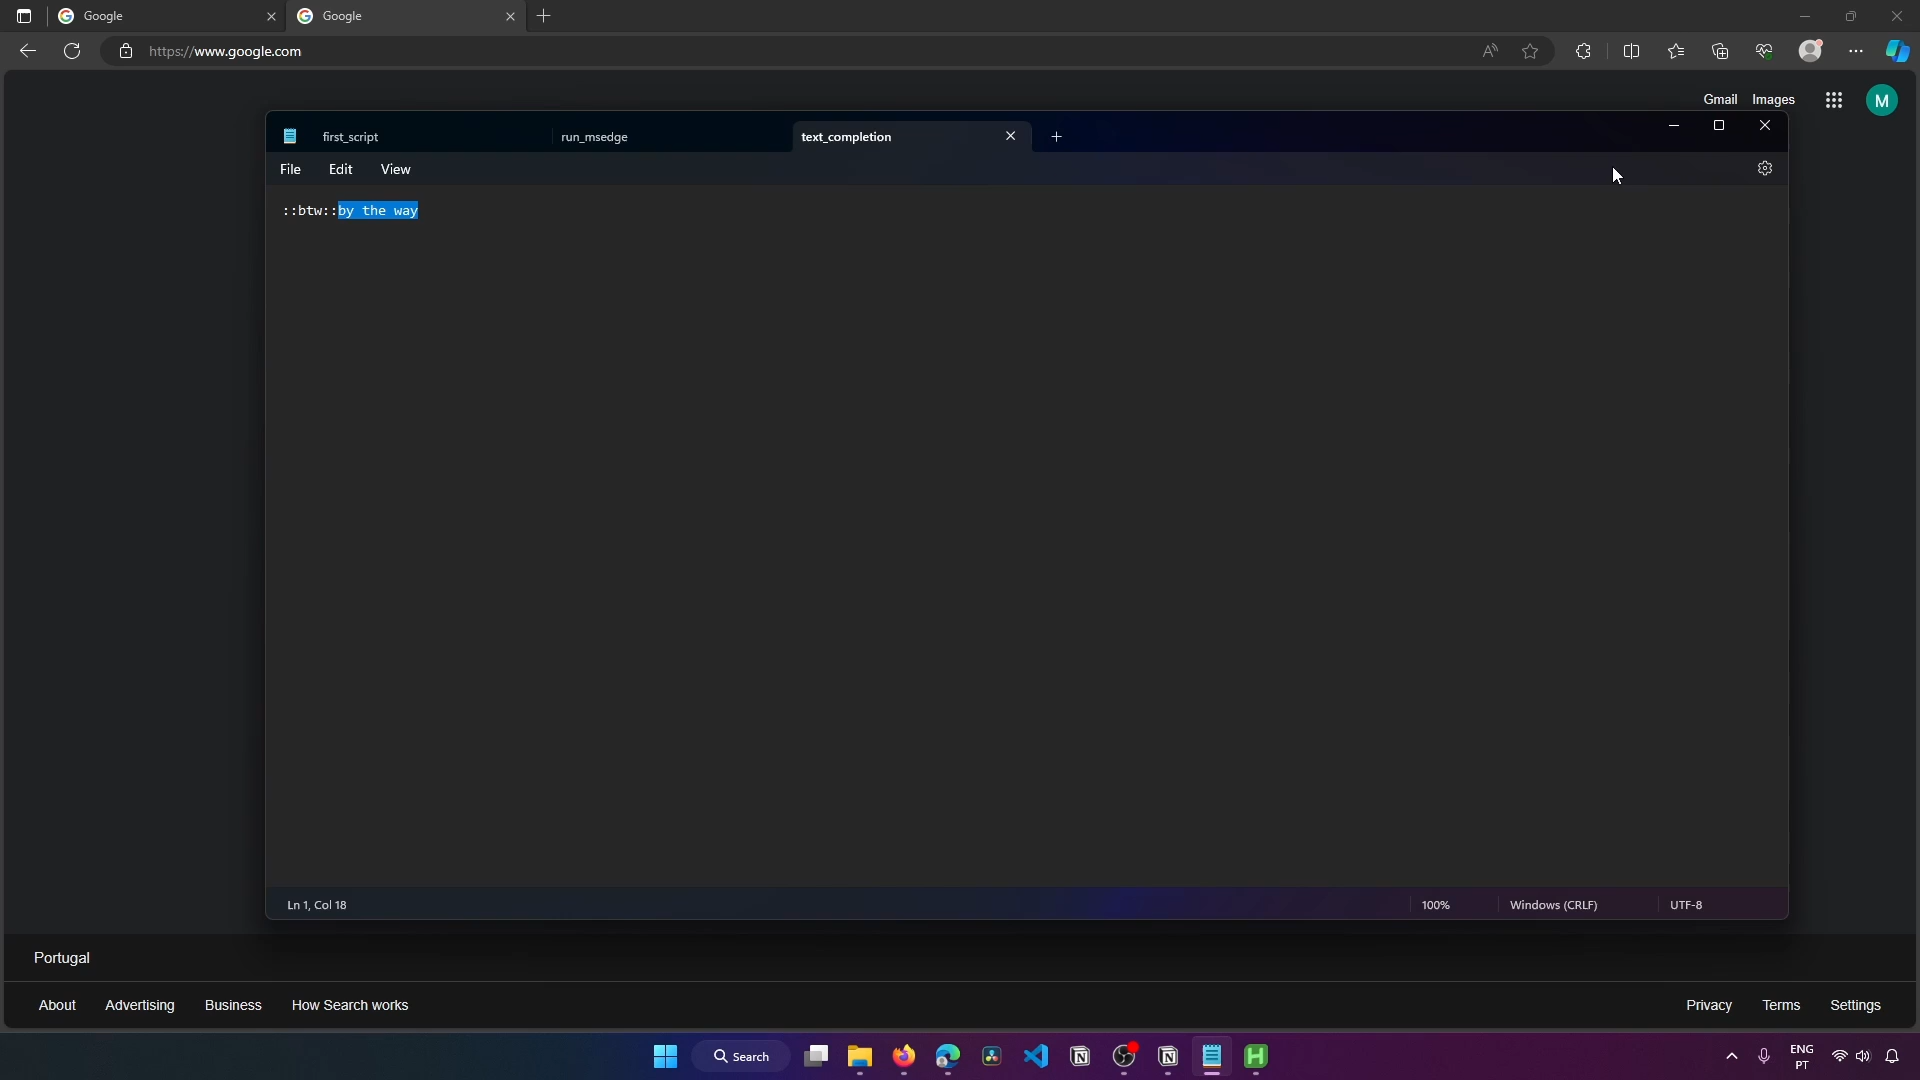 Google
Google
https://www.google.com
Gmail Images
M
first_script
run_msedge
text_completion
File Edit View
::btw::by the way
Ln 1, Col 18
100%
Windows (CRLF)
UTF-8
Portugal
About Advertising Business How Search works
Privacy Terms Settings
Search
ENG
PT